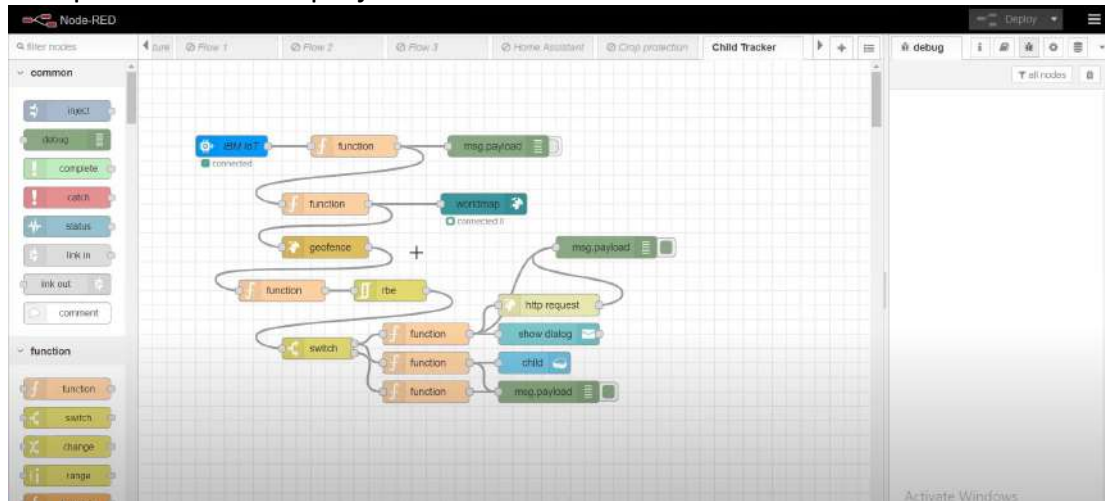 Node-RED
Deploy
filter nodes
Flow 1
Flow 2
Flow 3
Home Assistant
Crop protection
Child Tracker
debug
i
all nodes
common
inject
debug
complete
catch
status
link in
link out
comment
function
function
switch
change
range
IBM IoT
connected
function
msg.payload
function
worldmap
geofence
msg.payload
function
rbe
http request
switch
function
show dialog
function
child
function
msg.payload
Activate Windows